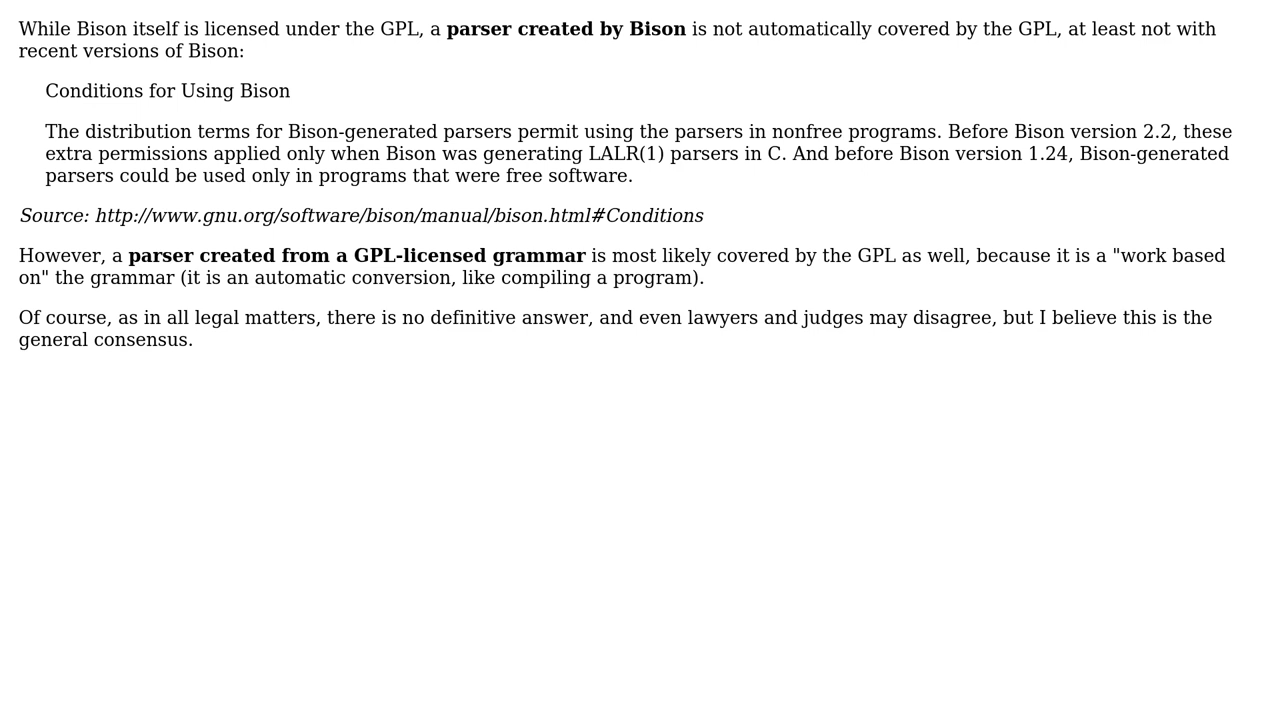 While Bison itself is licensed under the GPL, a parser created by Bison is not automatically covered by the GPL, at least not with
recent versions of Bison:
Conditions for Using Bison
The distribution terms for Bison-generated parsers permit using the parsers in nonfree programs. Before Bison version 2.2, these
extra permissions applied only when Bison was generating LALR(1) parsers in C. And before Bison version 1.24, Bison-generated
parsers could be used only in programs that were free software.
Source: http://www.gnu.org/software/bison/manual/bison.html#Conditions
However, a parser created from a GPL-licensed grammar is most likely covered by the GPL as well, because it is a "work based
on" the grammar (it is an automatic conversion, like compiling a program).
Of course, as in all legal matters, there is no definitive answer, and even lawyers and judges may disagree, but I believe this is the
general consensus.